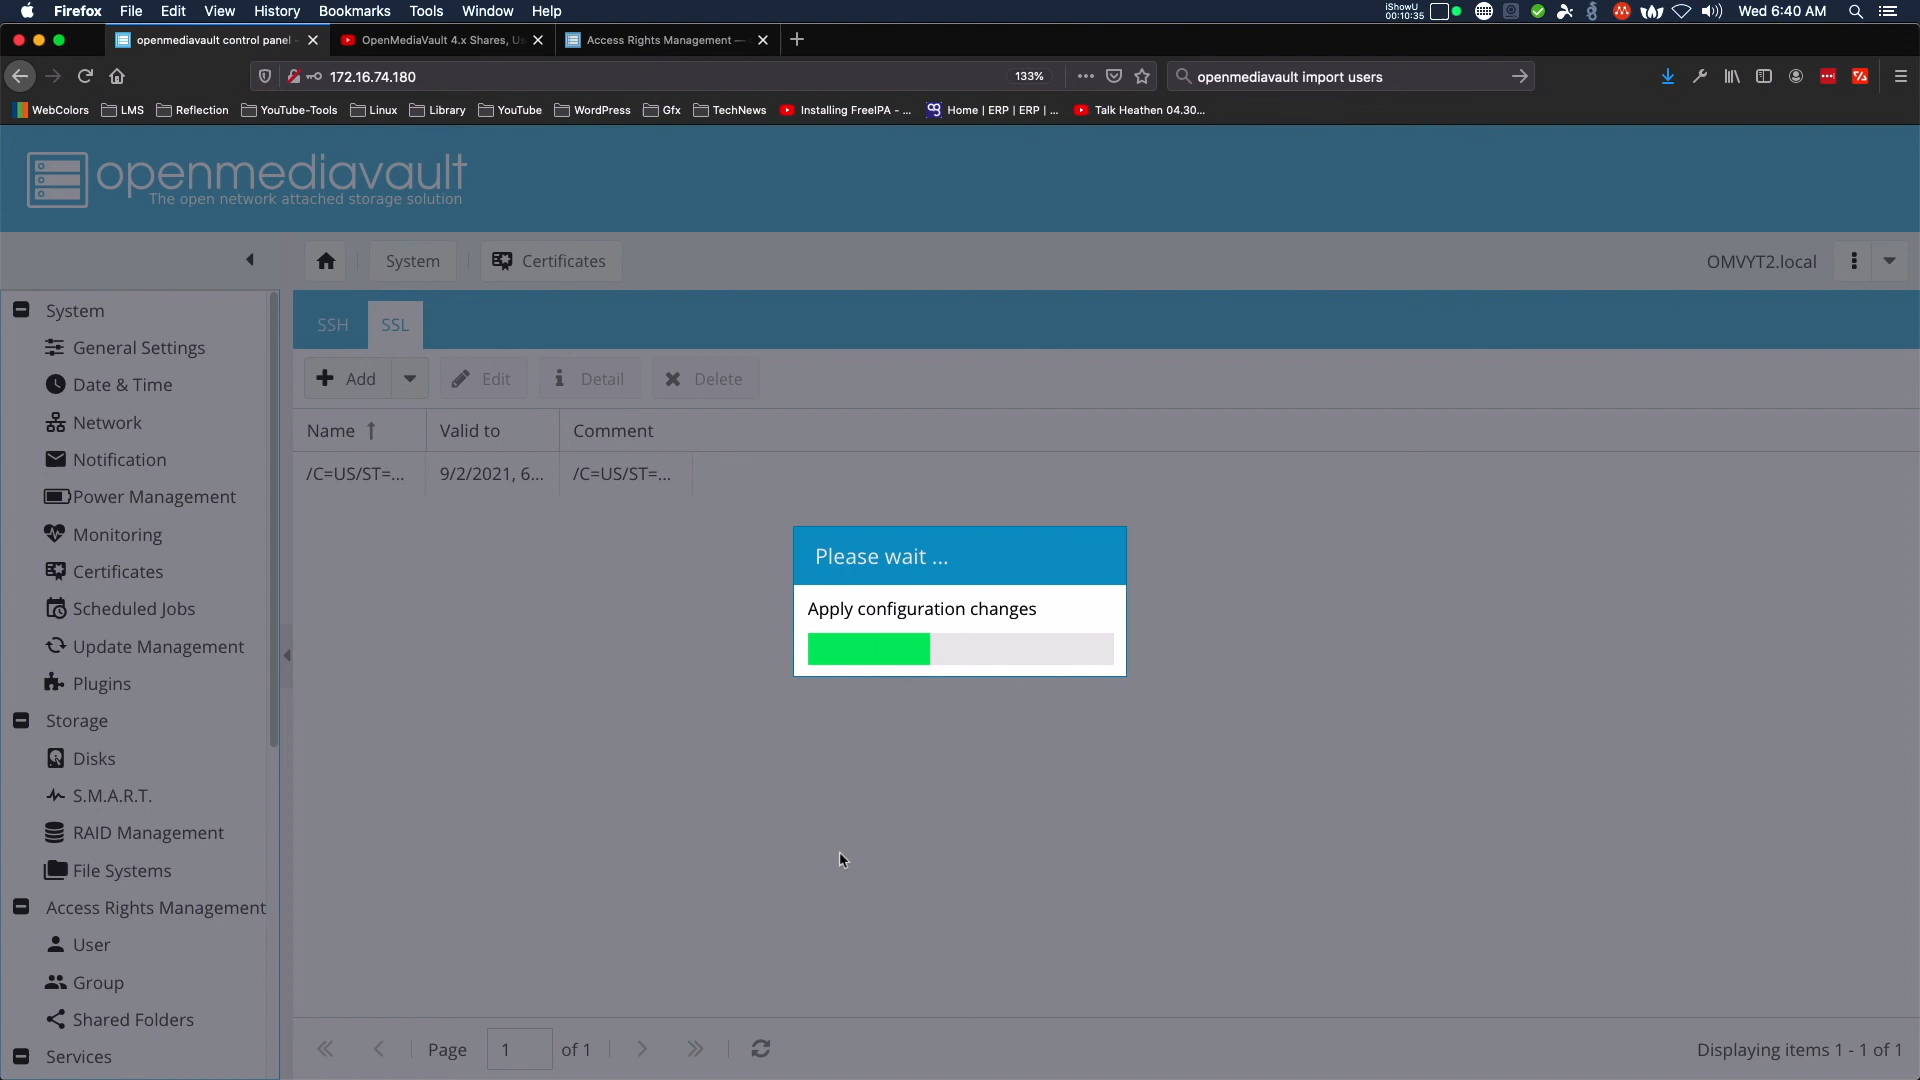 Firefox File Edit View History Bookmarks Tools Window Help
iShowU
00:10:35
Wed 6:40 AM
openmediavault control panel -
OpenMediaVault 4.x Shares, Us
Access Rights Management —
172.16.74.180
133%
openmediavault import users
WebColors LMS Reflection YouTube-Tools Linux Library YouTube WordPress Gfx TechNews Installing FreeIPA - ... Home | ERP | ERP | ... Talk Heathen 04.30...
openmediavault
The open network attached storage solution
System Certificates
OMVYT2.local
System
General Settings
Date & Time
Network
Notification
Power Management
Monitoring
Certificates
Scheduled Jobs
Update Management
Plugins
Storage
Disks
S.M.A.R.T.
RAID Management
File Systems
Access Rights Management
User
Group
Shared Folders
Services
SSH SSL
Add Edit Detail Delete
Name Valid to Comment
/C=US/ST=... 9/2/2021, 6... /C=US/ST=...
Please wait ...
Apply configuration changes
Page 1 of 1
Displaying items 1 - 1 of 1